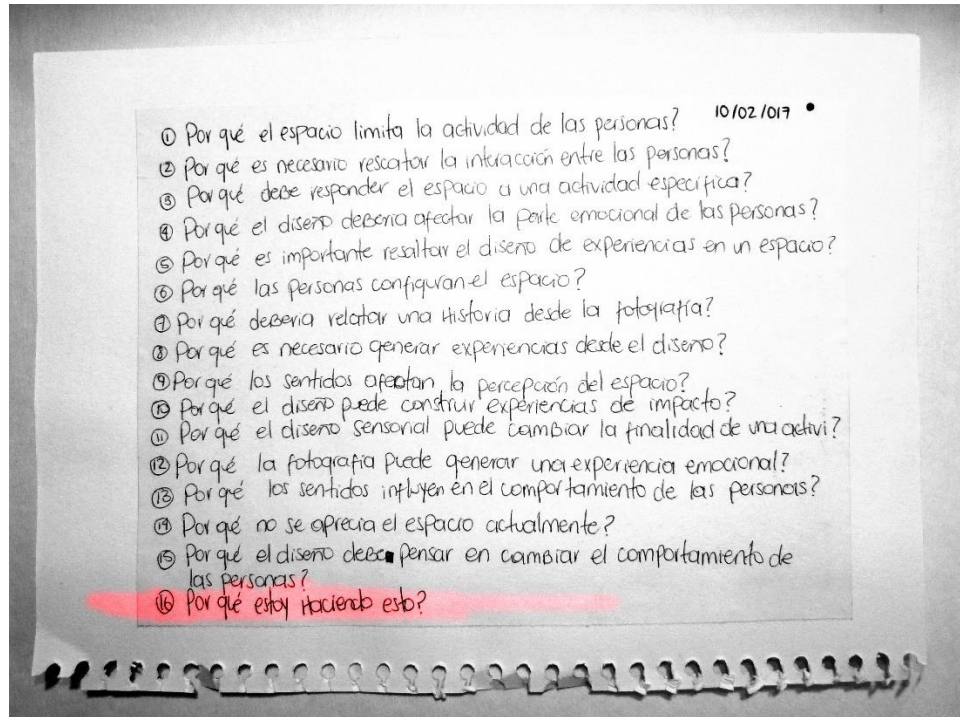 10/02/017
① Por qué el espacio limita la actividad de las personas?
② Por qué es necesario rescatar la interacción entre las personas?
③ Por qué debe responder el espacio a una actividad específica?
④ Por qué el diseño deberia afectar la parte emocional de las personas?
⑤ Por qué es importante resaltar el diseño de experiencias en un espacio?
⑥ Por qué las personas configuran el espacio?
⑦ Por qué deberia relatar una Historia desde la fotografía?
⑧ Por qué es necesario generar experiencias desde el diseño?
⑨ Por qué los sentidos afectan la percepción del espacio?
⑩ Por qué el diseño puede construir experiencias de impacto?
⑪ Por qué el diseño sensorial puede cambiar la finalidad de una activi?
⑫ Por qué la fotografía puede generar una experiencia emocional?
⑬ Por qué los sentidos influyen en el comportamiento de las personas?
⑭ Por qué no se aprecia el espacio actualmente?
⑮ Por qué el diseño debe pensar en cambiar el comportamiento de
las personas?
⑯ Por qué estoy Haciendo esto?